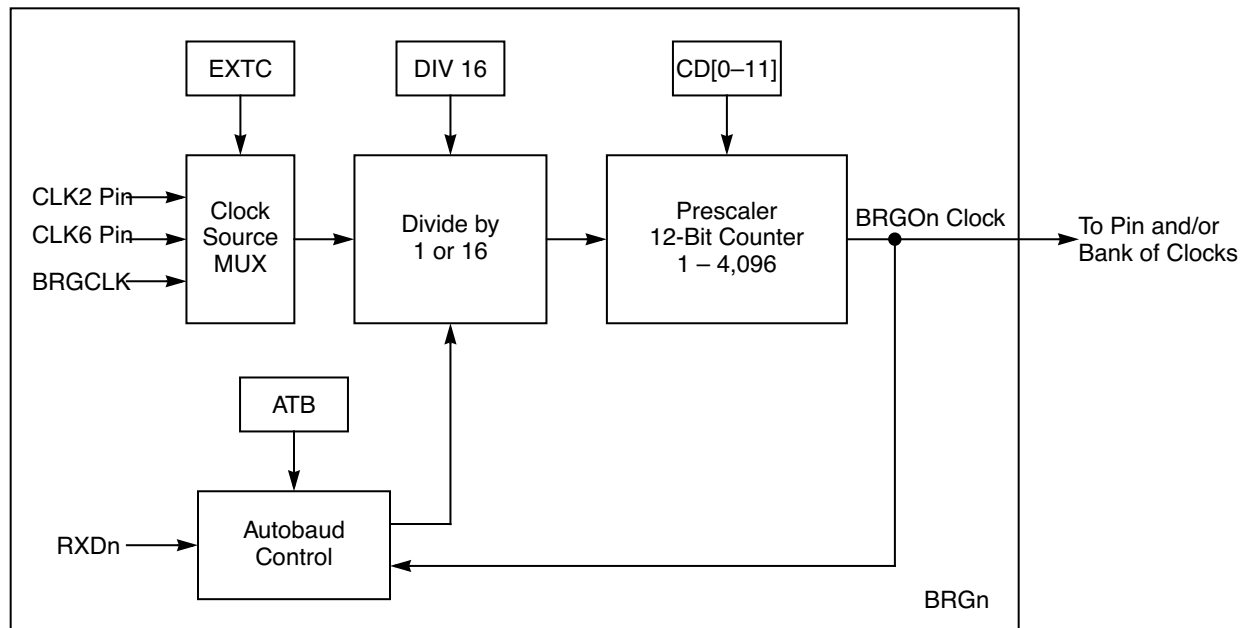 EXTC
DIV 16
CD[0–11]
CLK2 Pin
CLK6 Pin
BRGCLK
Clock
Source
MUX
Divide by
1 or 16
Prescaler
12-Bit Counter
1 – 4,096
BRGOn Clock
To Pin and/or
Bank of Clocks
ATB
RXDn
Autobaud
Control
BRGn